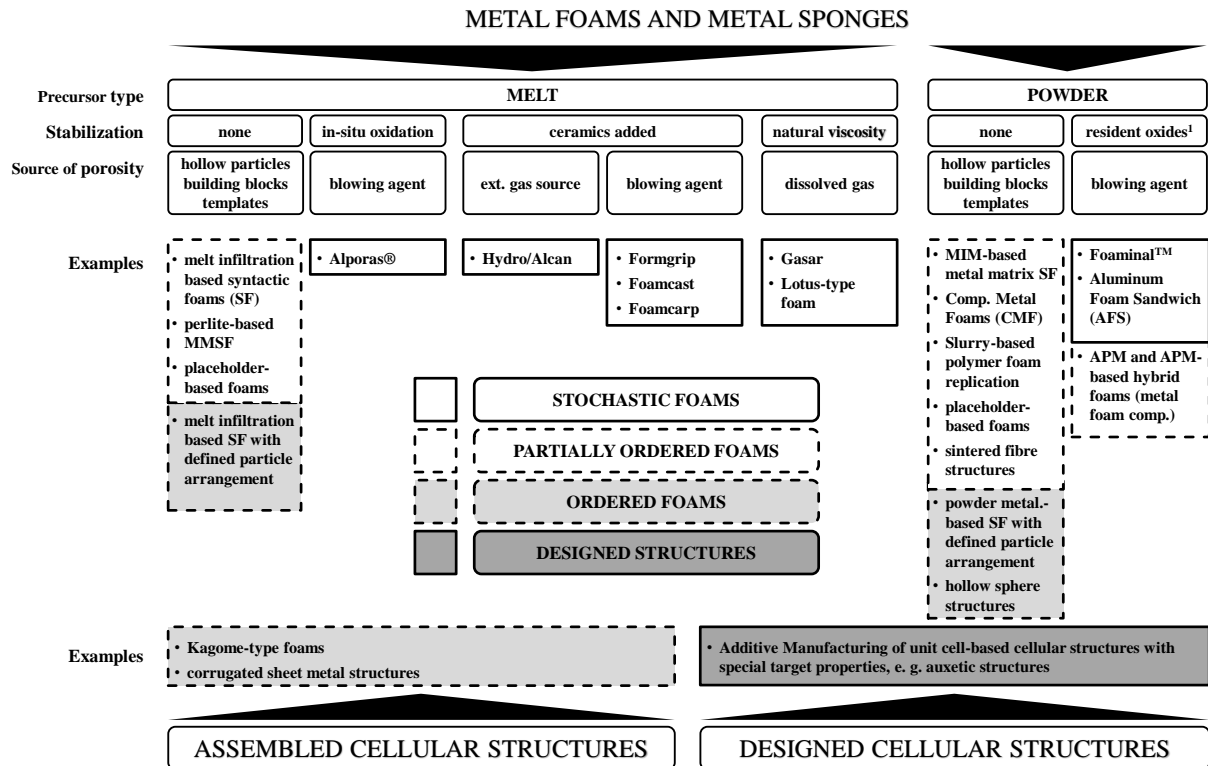 METAL FOAMS AND METAL SPONGES
Precursor type
MELT
POWDER
Stabilization
none
in-situ oxidation
ceramics added
natural viscosity
none
resident oxides¹
Source of porosity
hollow particles
building blocks
templates
blowing agent
ext. gas source
blowing agent
dissolved gas
hollow particles
building blocks
templates
blowing agent
Examples
• melt infiltration
based syntactic
foams (SF)
• perlite-based
MMSF
• placeholder-
based foams
• melt infiltration
based SF with
defined particle
arrangement
• Alporas®
• Hydro/Alcan
• Formgrip
• Foamcast
• Foamcarp
• Gasar
• Lotus-type
foam
• MIM-based
metal matrix SF
• Comp. Metal
Foams (CMF)
• Slurry-based
polymer foam
replication
• placeholder-
based foams
• sintered fibre
structures
• powder metal.-
based SF with
defined particle
arrangement
• hollow sphere
structures
• Foaminal™
• Aluminum
Foam Sandwich
(AFS)
• APM and APM-
based hybrid
foams (metal
foam comp.)
STOCHASTIC FOAMS
PARTIALLY ORDERED FOAMS
ORDERED FOAMS
DESIGNED STRUCTURES
Examples
• Kagome-type foams
• corrugated sheet metal structures
• Additive Manufacturing of unit cell-based cellular structures with
special target properties, e. g. auxetic structures
ASSEMBLED CELLULAR STRUCTURES
DESIGNED CELLULAR STRUCTURES